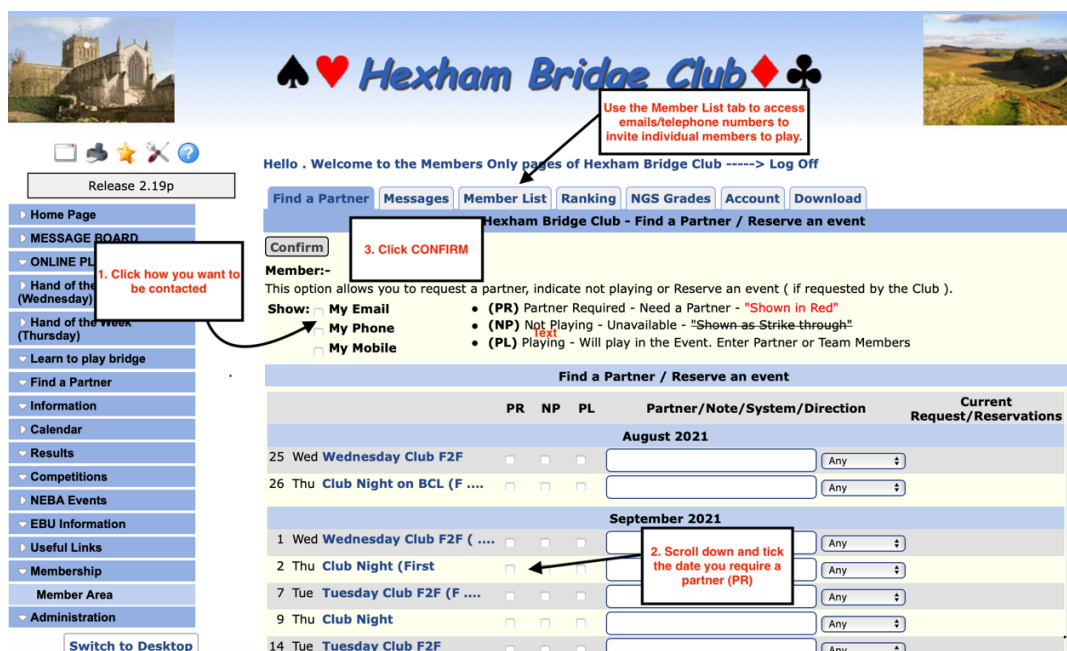 Hexham Bridge Club
Use the Member List tab to access
emails/telephone numbers to
invite individual members to play.
Hello . Welcome to the Members Only pages of Hexham Bridge Club -----> Log Off
Release 2.19p
Find a Partner Messages Member List Ranking NGS Grades Account Download
Hexham Bridge Club - Find a Partner / Reserve an event
Home Page
MESSAGE BOARD
ONLINE PL
Hand of the
(Wednesday)
Hand of the Week
(Thursday)
Learn to play bridge
Find a Partner
Information
Calendar
Results
Competitions
NEBA Events
EBU Information
Useful Links
Membership
Member Area
Administration
Switch to Desktop
1. Click how you want to
be contacted
Confirm
3. Click CONFIRM
Member:-
This option allows you to request a partner, indicate not playing or Reserve an event ( if requested by the Club ).
Show: My Email
My Phone
My Mobile
• (PR) Partner Required - Need a Partner - "Shown in Red"
• (NP) Not Playing - Unavailable - "Shown as Strike through"
Text
• (PL) Playing - Will play in the Event. Enter Partner or Team Members
Find a Partner / Reserve an event
PR NP PL Partner/Note/System/Direction Current
Request/Reservations
August 2021
25 Wed Wednesday Club F2F Any
26 Thu Club Night on BCL (F .... Any
September 2021
1 Wed Wednesday Club F2F ( .... Any
2 Thu Club Night (First Any
7 Tue Tuesday Club F2F (F .... Any
9 Thu Club Night Any
14 Tue Tuesday Club F2F Any
2. Scroll down and tick
the date you require a
partner (PR)